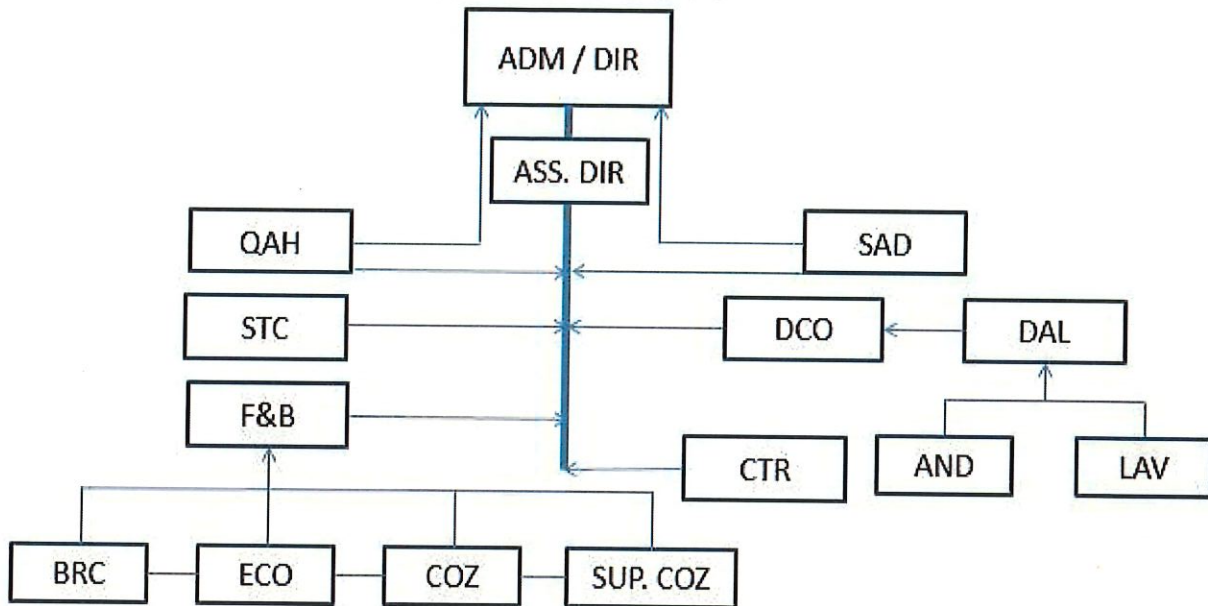 ADM / DIR
ASS. DIR
QAH
SAD
STC
DCO
DAL
F&B
CTR
AND
LAV
BRC
ECO
COZ
SUP. COZ